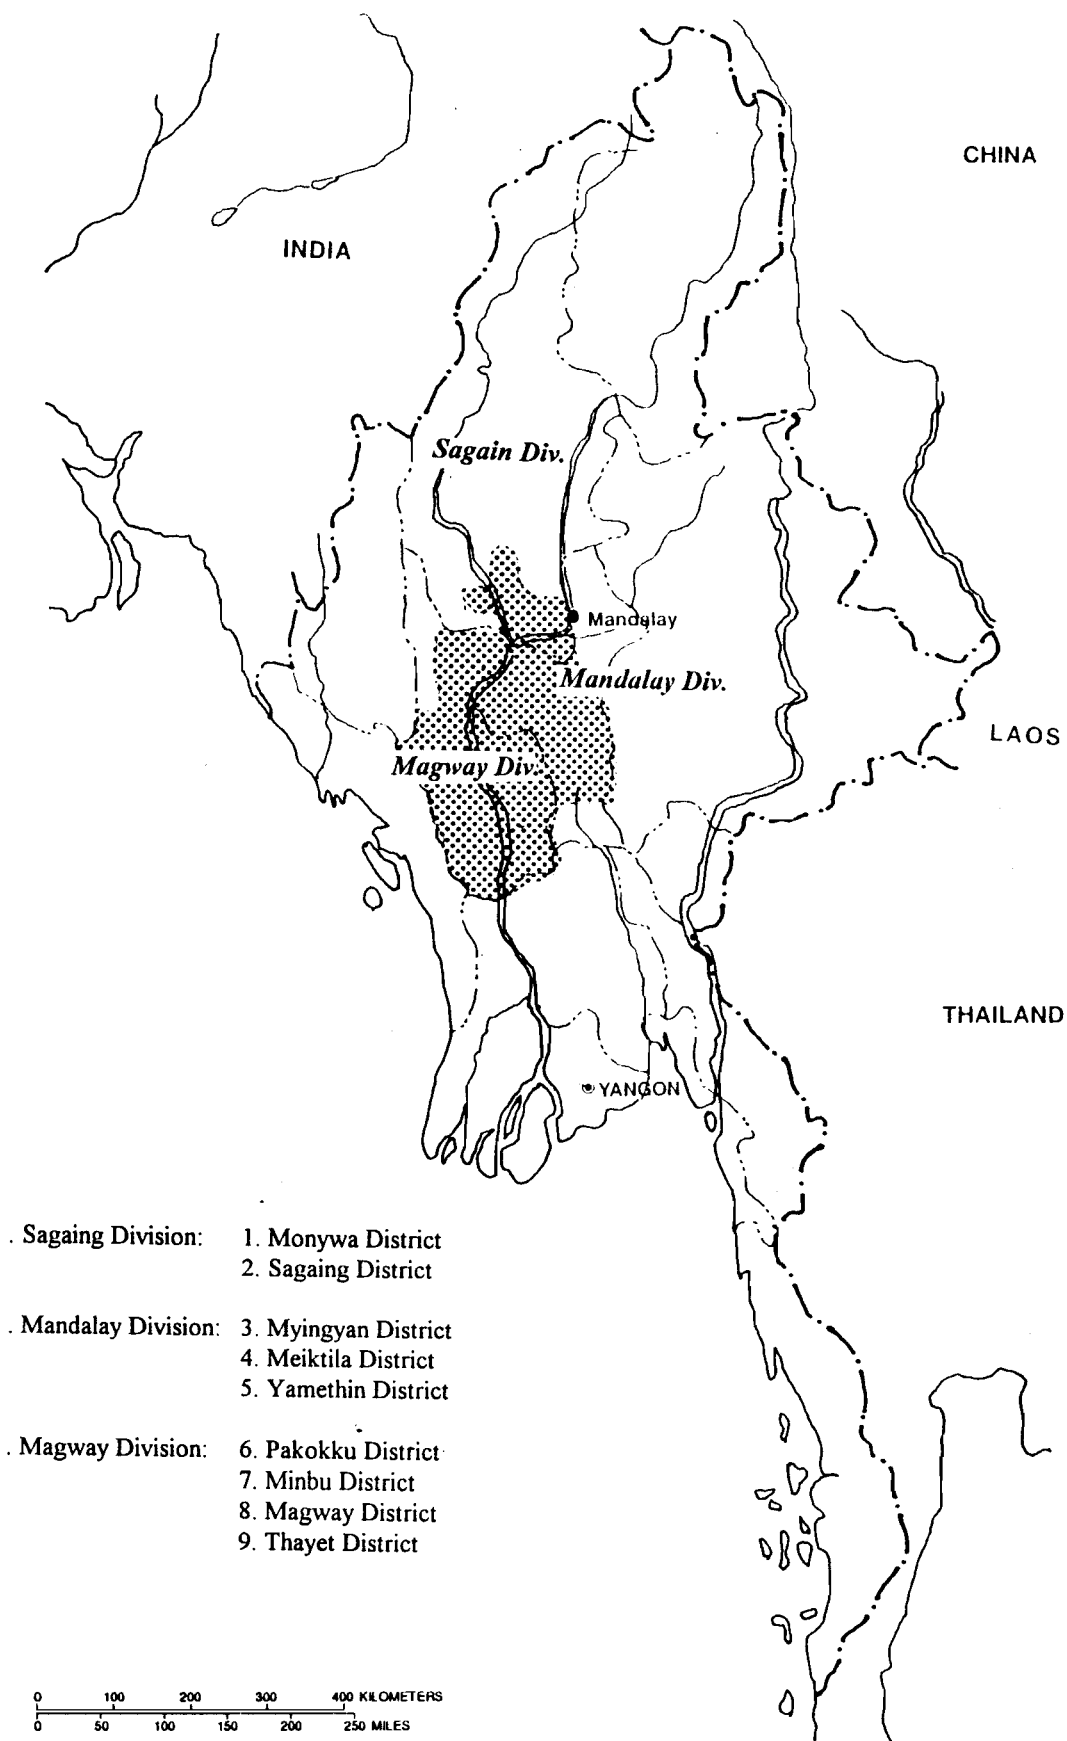 CHINA
INDIA
Sagain Div.
Mandalay
Mandalay Div.
LAOS
Magway Div.
THAILAND
YANGON
. Sagaing Division: 1. Monywa District
2. Sagaing District
. Mandalay Division: 3. Myingyan District
4. Meiktila District
5. Yamethin District
. Magway Division: 6. Pakokku District
7. Minbu District
8. Magway District
9. Thayet District
0 100 200 300 400 KILOMETERS
0 50 100 150 200 250 MILES